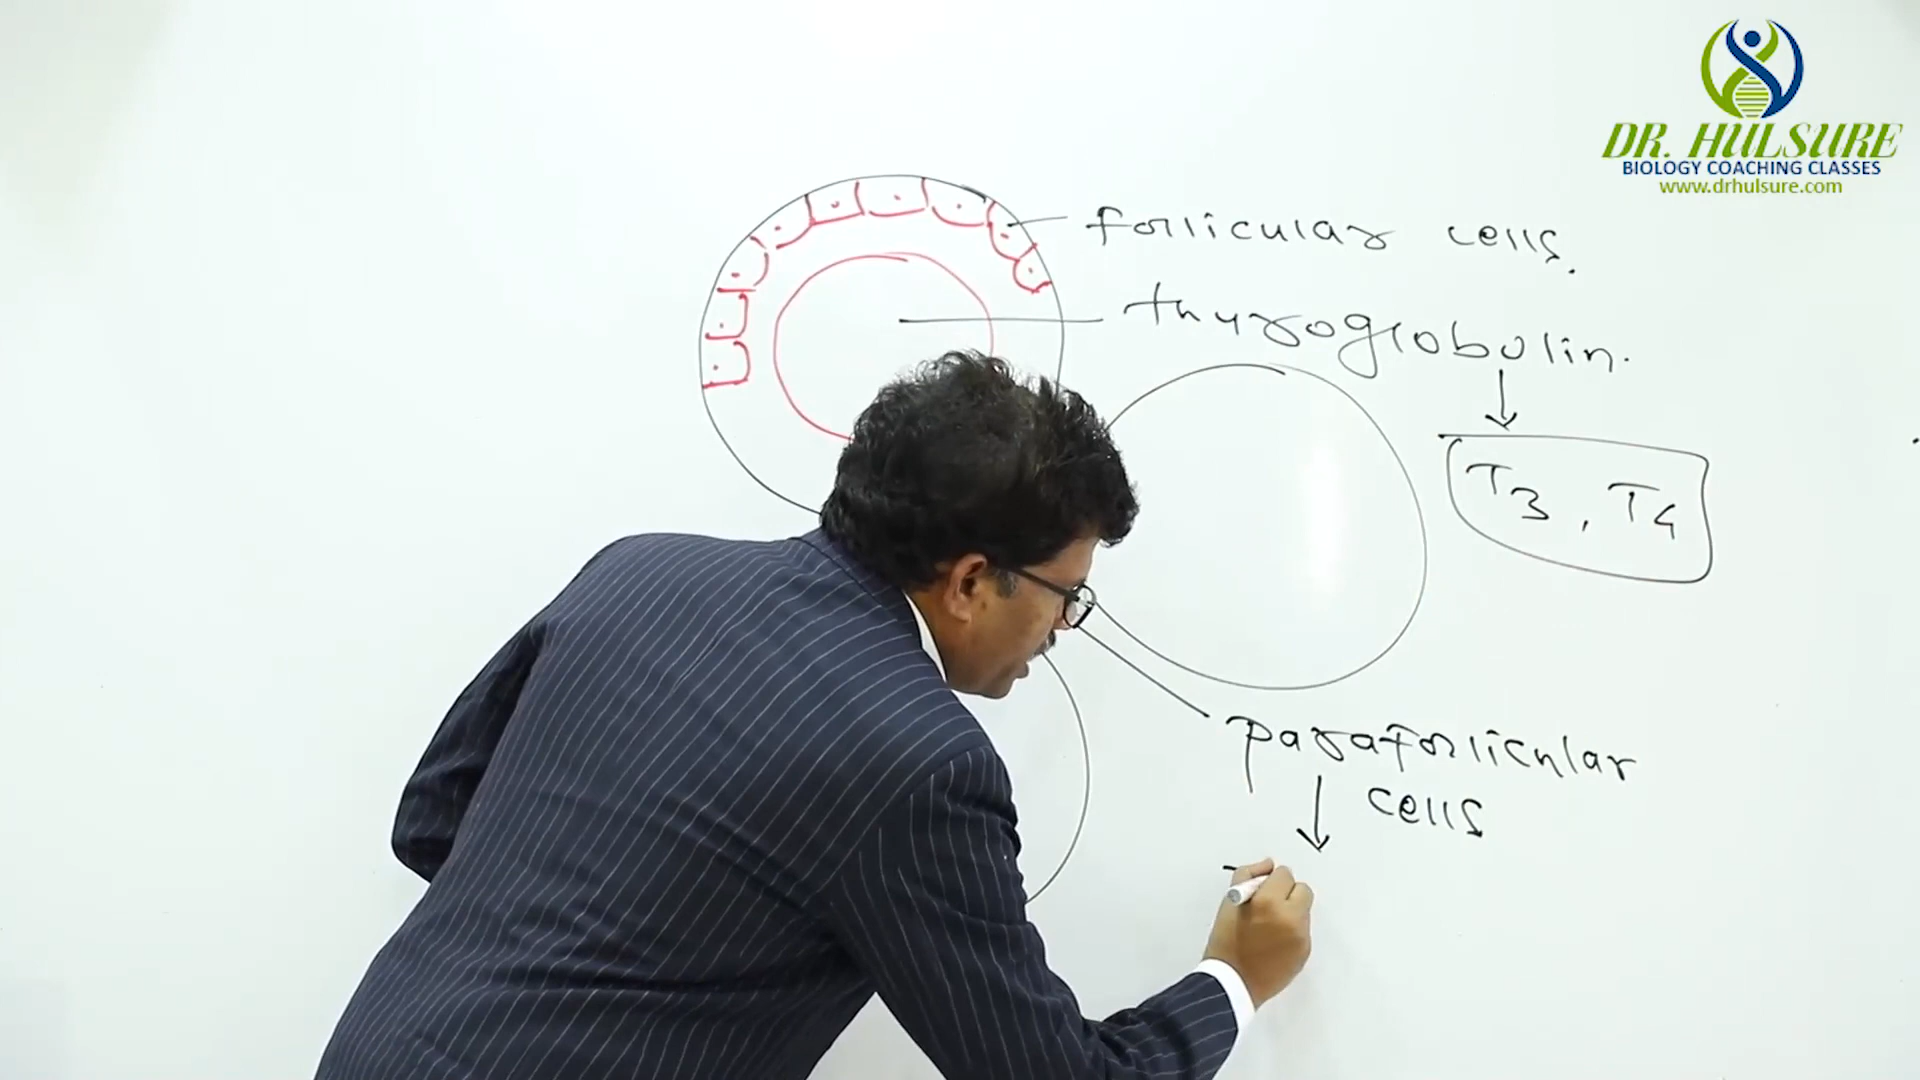 DR. HULSURE
BIOLOGY COACHING CLASSES
www.drhulsure.com
follicular cells.
thyroglobulin.
T3, T4
parafollicular
cells